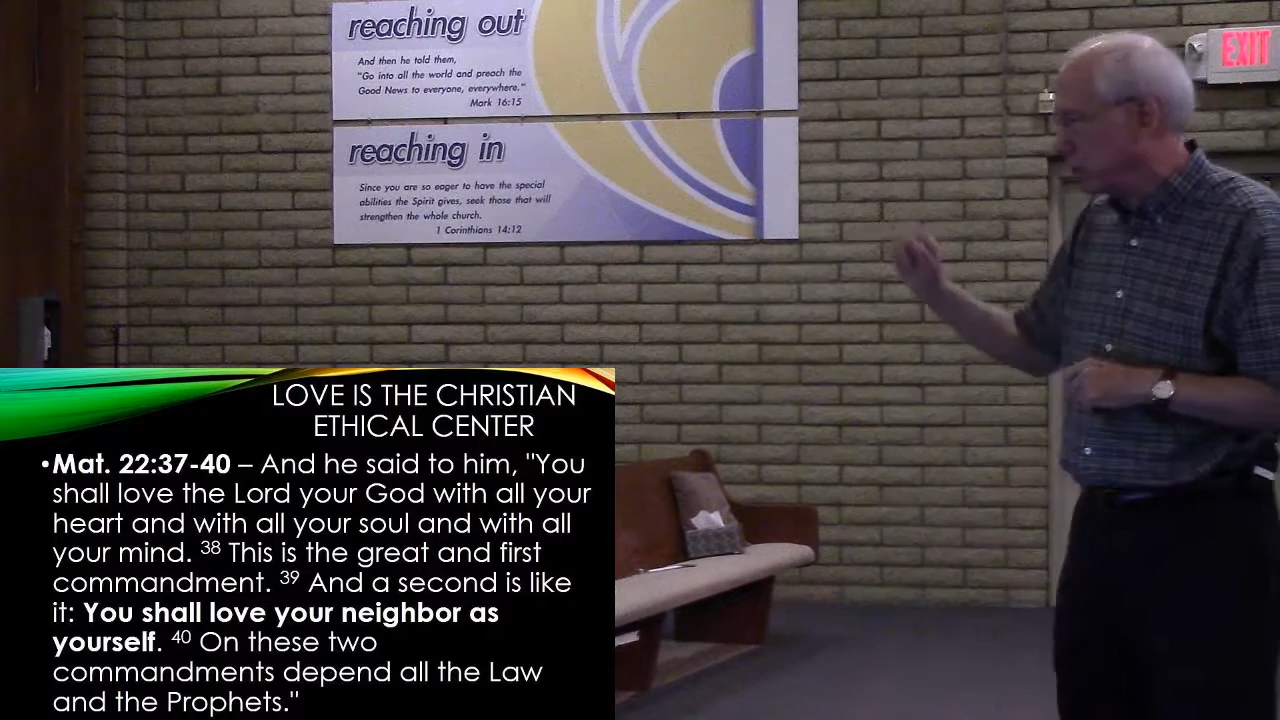 reaching out
And then he told them,
"Go into all the world and preach the
Good News to everyone, everywhere."
Mark 16:15
reaching in
Since you are so eager to have the special
abilities the Spirit gives, seek those that will
strengthen the whole church.
1 Corinthians 14:12
EXIT
LOVE IS THE CHRISTIAN
ETHICAL CENTER
•Mat. 22:37-40 – And he said to him, "You
shall love the Lord your God with all your
heart and with all your soul and with all
your mind. 38 This is the great and first
commandment. 39 And a second is like
it: You shall love your neighbor as
yourself. 40 On these two
commandments depend all the Law
and the Prophets."